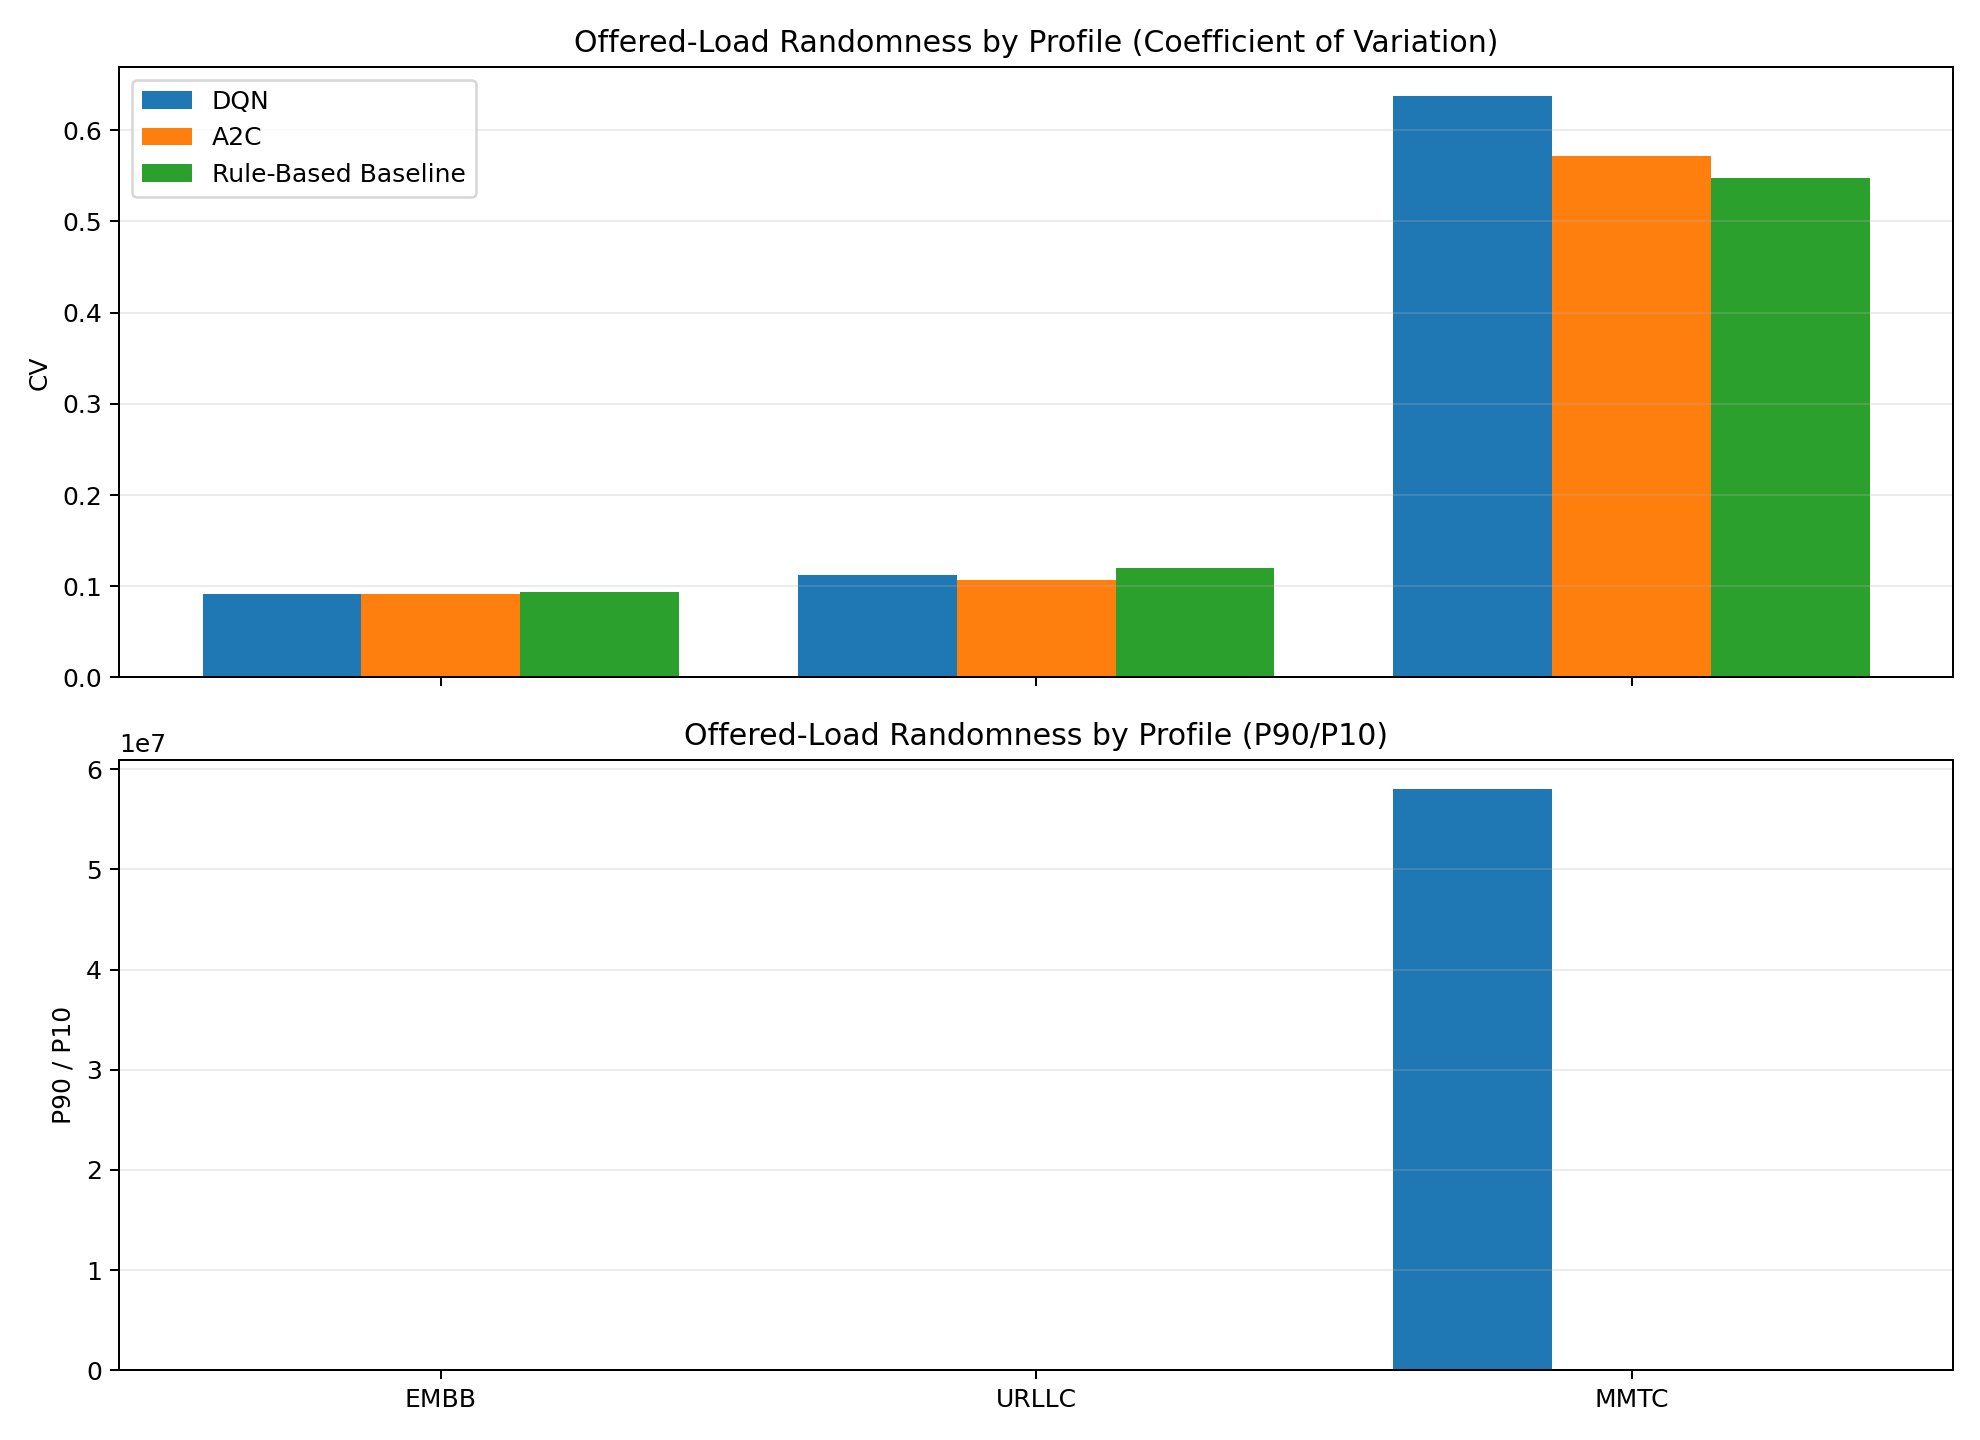 Offered-Load Randomness by Profile (Coefficient of Variation)
DQN
A2C
Rule-Based Baseline
CV
0.6
0.5
0.4
0.3
0.2
0.1
0.0
Offered-Load Randomness by Profile (P90/P10)
1e7
P90 / P10
6
5
4
3
2
1
0
EMBB URLLC MMTC